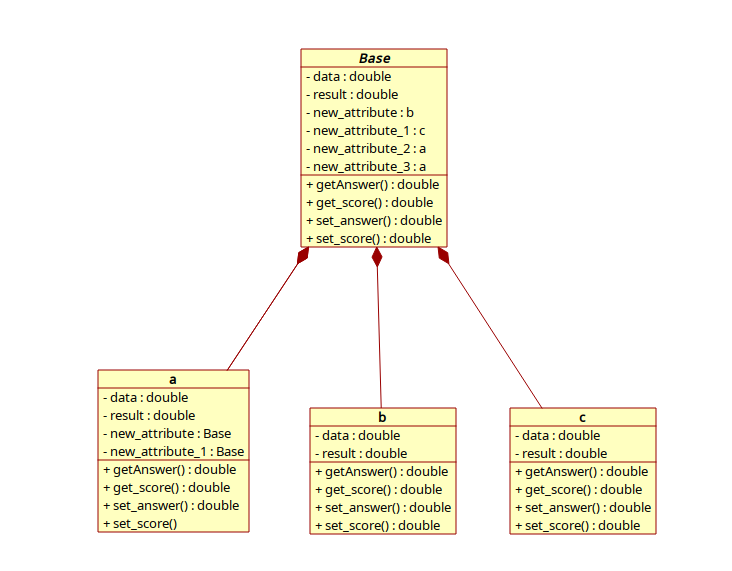 Base
- data : double
- result : double
- new_attribute : b
- new_attribute_1 : c
- new_attribute_2 : a
- new_attribute_3 : a
+ getAnswer() : double
+ get_score() : double
+ set_answer() : double
+ set_score() : double
a
- data : double
- result : double
- new_attribute : Base
- new_attribute_1 : Base
+ getAnswer() : double
+ get_score() : double
+ set_answer() : double
+ set_score()
b
- data : double
- result : double
+ getAnswer() : double
+ get_score() : double
+ set_answer() : double
+ set_score() : double
c
- data : double
- result : double
+ getAnswer() : double
+ get_score() : double
+ set_answer() : double
+ set_score() : double